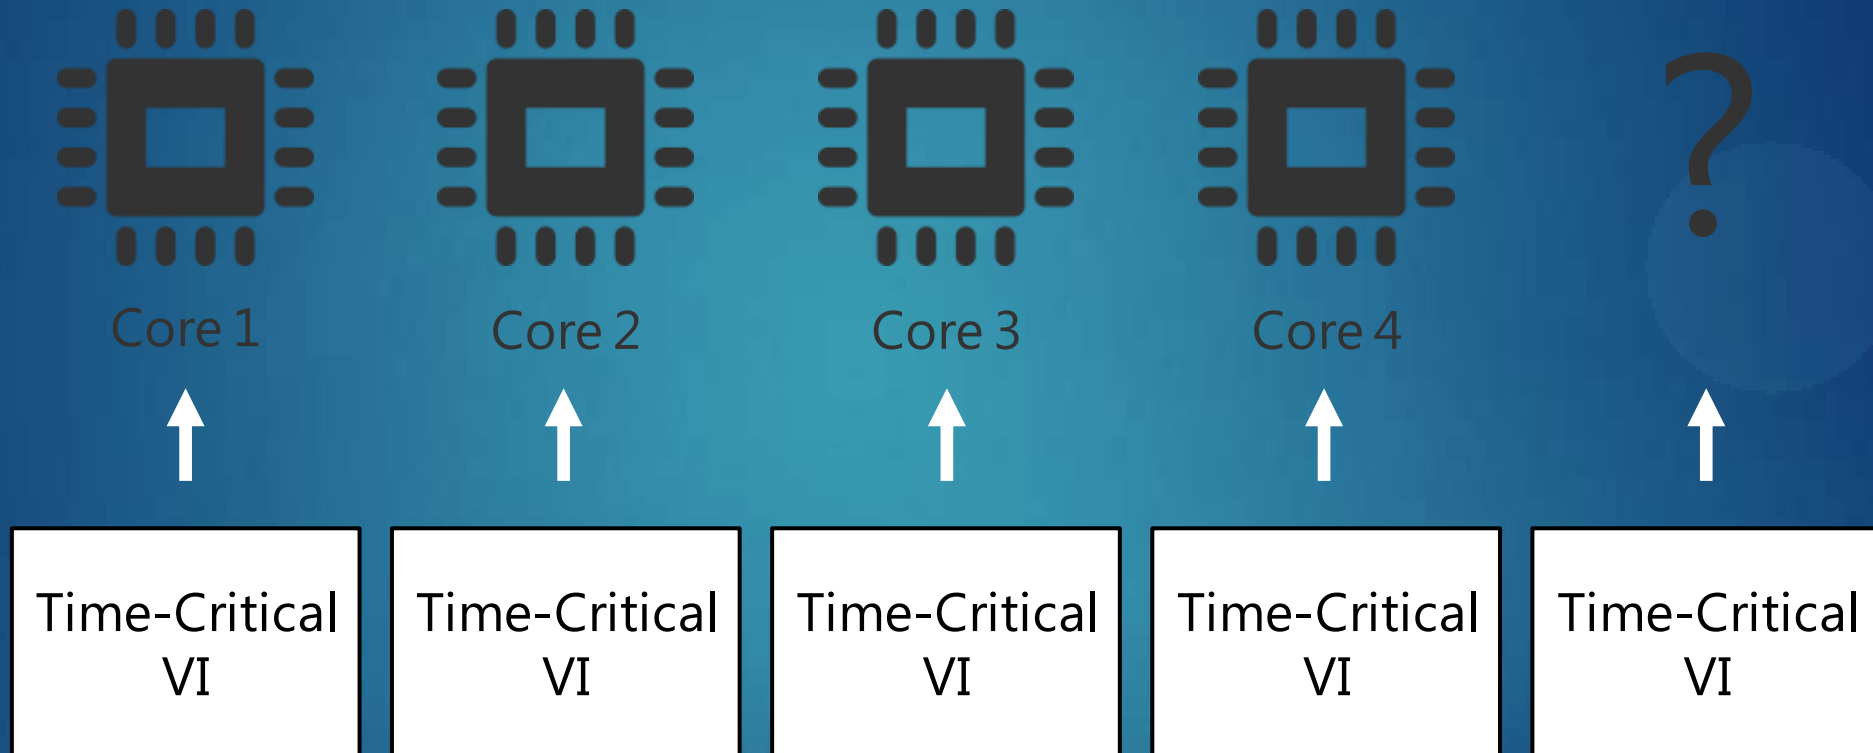 ?
Core 1
Core 2
Core 3
Core 4
Time-Critical
VI
Time-Critical
VI
Time-Critical
VI
Time-Critical
VI
Time-Critical
VI